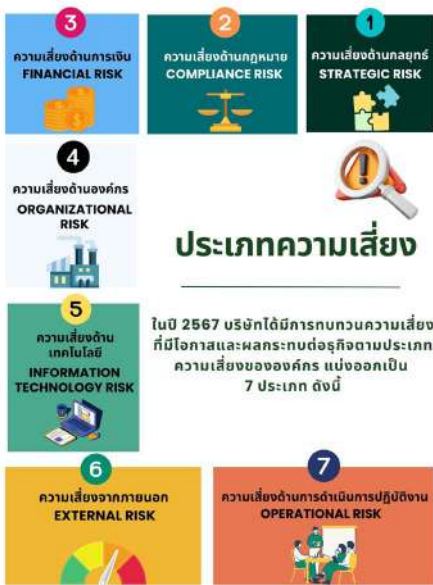 1
ความเสี่ยงด้านกลยุทธ์
STRATEGIC RISK
2
ความเสี่ยงด้านกฎหมาย
COMPLIANCE RISK
3
ความเสี่ยงด้านการเงิน
FINANCIAL RISK
4
ความเสี่ยงด้านองค์กร
ORGANIZATIONAL
RISK
ประเภทความเสี่ยง
ในปี 2567 บริษัทได้มีการทบทวนความเสี่ยง
ที่มีโอกาสและผลกระทบต่อธุรกิจตามประเภท
ความเสี่ยงขององค์กร แบ่งออกเป็น
7 ประเภท ดังนี้
5
ความเสี่ยงด้าน
เทคโนโลยี
INFORMATION
TECHNOLOGY RISK
6
ความเสี่ยงจากภายนอก
EXTERNAL RISK
7
ความเสี่ยงด้านการดำเนินการปฏิบัติงาน
OPERATIONAL RISK